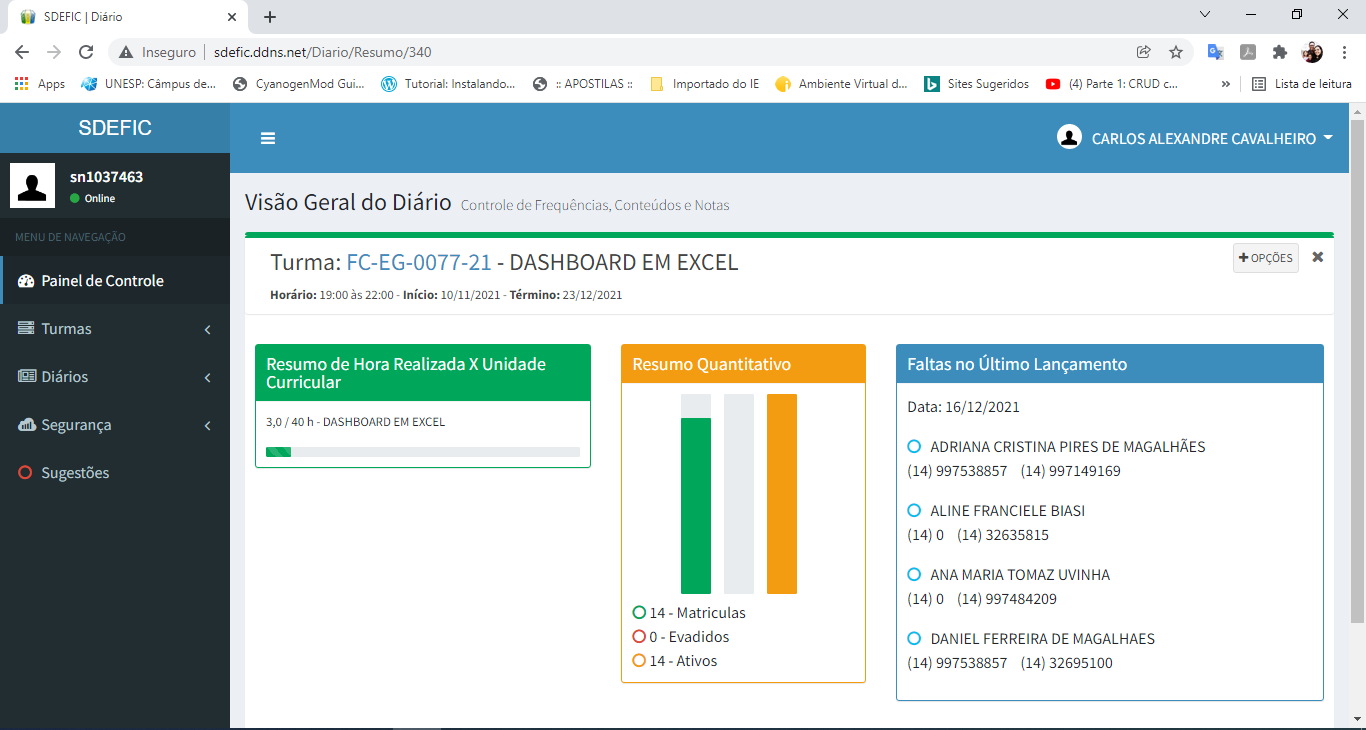 SDEFIC | Diário
Inseguro | sdefic.ddns.net/Diario/Resumo/340
Apps UNESP: Câmpus de... CyanogenMod Gui... Tutorial: Instalando... :: APOSTILAS :: Importado do IE Ambiente Virtual d... Sites Sugeridos (4) Parte 1: CRUD c... » Lista de leitura
SDEFIC
CARLOS ALEXANDRE CAVALHEIRO
sn1037463
Online
MENU DE NAVEGAÇÃO
Painel de Controle
Turmas
Diários
Segurança
Sugestões
Visão Geral do Diário Controle de Frequências, Conteúdos e Notas
Turma: FC-EG-0077-21 - DASHBOARD EM EXCEL
+ OPÇÕES
Horário: 19:00 às 22:00 - Início: 10/11/2021 - Término: 23/12/2021
Resumo de Hora Realizada X Unidade
Curricular
3,0 / 40 h - DASHBOARD EM EXCEL
Resumo Quantitativo
14 - Matriculas
0 - Evadidos
14 - Ativos
Faltas no Último Lançamento
Data: 16/12/2021
ADRIANA CRISTINA PIRES DE MAGALHÃES
(14) 997538857 (14) 997149169
ALINE FRANCIELE BIASI
(14) 0 (14) 32635815
ANA MARIA TOMAZ UVINHA
(14) 0 (14) 997484209
DANIEL FERREIRA DE MAGALHAES
(14) 997538857 (14) 32695100